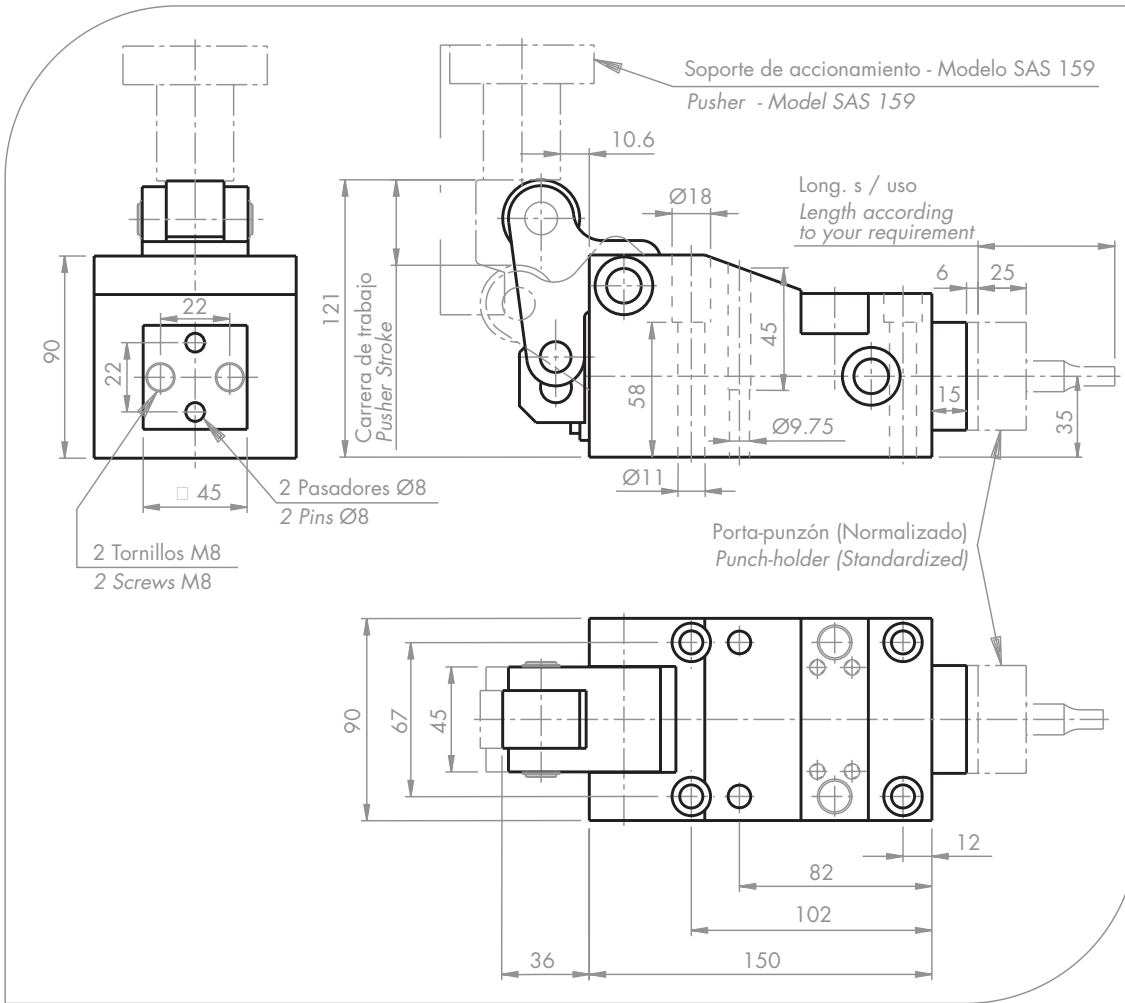 Soporte de accionamiento - Modelo SAS 159
Pusher - Model SAS 159
10.6
Ø18
Long. s / uso
Length according
to your requirement
6
25
121
Carrera de trabajo
Pusher Stroke
90
22
22
□ 45
2 Pasadores Ø8
2 Pins Ø8
2 Tornillos M8
2 Screws M8
58
45
Ø9.75
Ø11
15
35
Porta-punzón (Normalizado)
Punch-holder (Standardized)
90
67
45
12
82
102
36
150